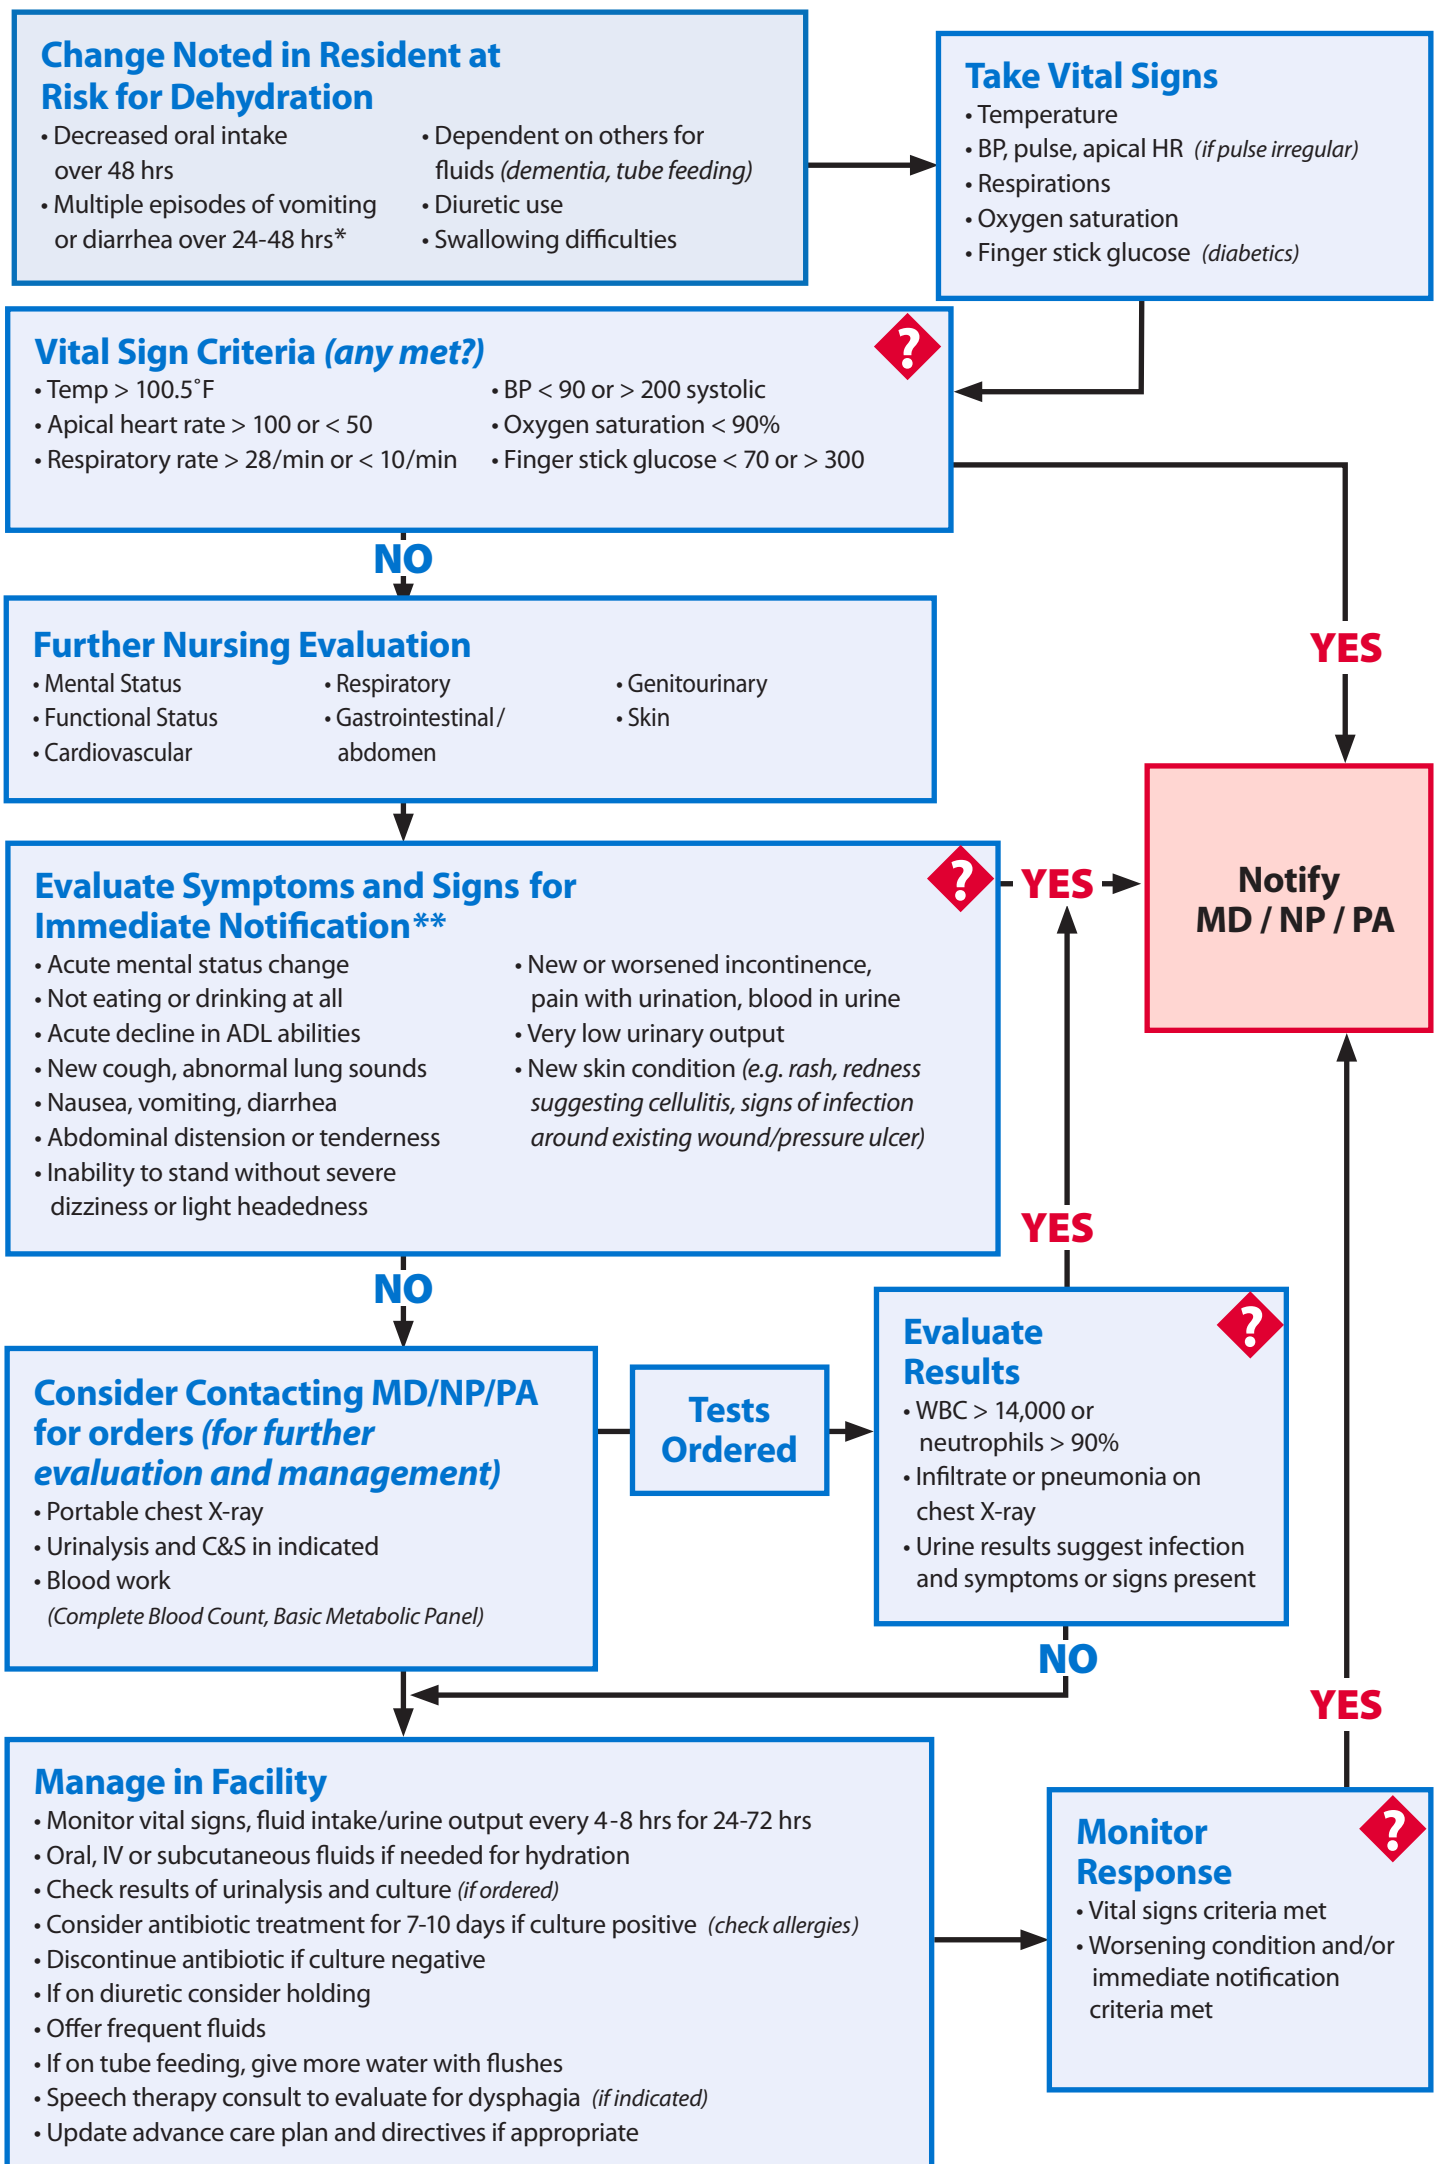 Change Noted in Resident at
Risk for Dehydration
• Decreased oral intake
over 48 hrs
• Multiple episodes of vomiting
or diarrhea over 24-48 hrs*
• Dependent on others for
fluids (dementia, tube feeding)
• Diuretic use
• Swallowing difficulties
Take Vital Signs
• Temperature
• BP, pulse, apical HR (if pulse irregular)
• Respirations
• Oxygen saturation
• Finger stick glucose (diabetics)
Vital Sign Criteria (any met?)
?
• Temp > 100.5˚F
• Apical heart rate > 100 or < 50
• Respiratory rate > 28/min or < 10/min
• BP < 90 or > 200 systolic
• Oxygen saturation < 90%
• Finger stick glucose < 70 or > 300
NO
YES
Further Nursing Evaluation
• Mental Status
• Functional Status
• Cardiovascular
• Respiratory
• Gastrointestinal/
abdomen
• Genitourinary
• Skin
Evaluate Symptoms and Signs for
Immediate Notification**
?
• Acute mental status change
• Not eating or drinking at all
• Acute decline in ADL abilities
• New cough, abnormal lung sounds
• Nausea, vomiting, diarrhea
• Abdominal distension or tenderness
• Inability to stand without severe
dizziness or light headedness
• New or worsened incontinence,
pain with urination, blood in urine
• Very low urinary output
• New skin condition (e.g. rash, redness
suggesting cellulitis, signs of infection
around existing wound/pressure ulcer)
YES
Notify
MD / NP / PA
NO
YES
Consider Contacting MD/NP/PA
for orders (for further
evaluation and management)
• Portable chest X-ray
• Urinalysis and C&S in indicated
• Blood work
(Complete Blood Count, Basic Metabolic Panel)
Tests
Ordered
Evaluate
Results
?
• WBC > 14,000 or
neutrophils > 90%
• Infiltrate or pneumonia on
chest X-ray
• Urine results suggest infection
and symptoms or signs present
NO
YES
Manage in Facility
• Monitor vital signs, fluid intake/urine output every 4-8 hrs for 24-72 hrs
• Oral, IV or subcutaneous fluids if needed for hydration
• Check results of urinalysis and culture (if ordered)
• Consider antibiotic treatment for 7-10 days if culture positive (check allergies)
• Discontinue antibiotic if culture negative
• If on diuretic consider holding
• Offer frequent fluids
• If on tube feeding, give more water with flushes
• Speech therapy consult to evaluate for dysphagia (if indicated)
• Update advance care plan and directives if appropriate
Monitor
Response
?
• Vital signs criteria met
• Worsening condition and/or
immediate notification
criteria met